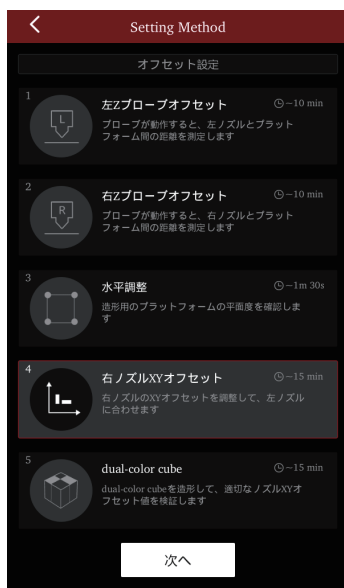 Setting Method
オフセット設定
1
L
左Zプローブオフセット
~10 min
プローブが動作すると、左ノズルとプラット
フォーム間の距離を測定します
2
R
右Zプローブオフセット
~10 min
プローブが動作すると、右ノズルとプラット
フォーム間の距離を測定します
3
水平調整
~1m 30s
造形用のプラットフォームの平面度を確認しま
す
4
右ノズルXYオフセット
~15 min
右ノズルのXYオフセットを調整して、左ノズル
に合わせます
5
dual-color cube
~15 min
dual-color cubeを造形して、適切なノズルXYオ
フセット値を検証します
次へ